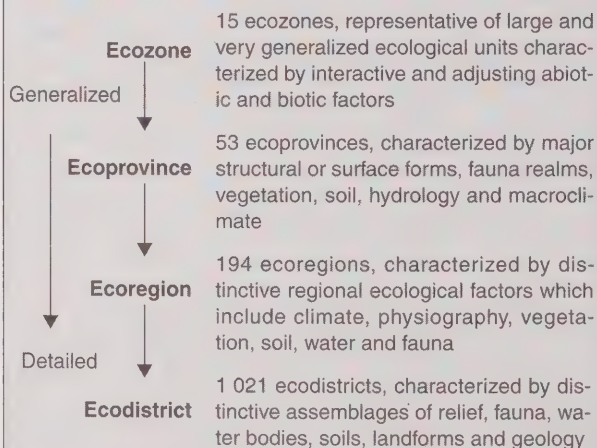 Ecozone
15 ecozones, representative of large and
very generalized ecological units charac-
terized by interactive and adjusting abiot-
ic and biotic factors
Generalized
Ecoprovince
53 ecoprovinces, characterized by major
structural or surface forms, fauna realms,
vegetation, soil, hydrology and macrocli-
mate
Ecoregion
194 ecoregions, characterized by dis-
tinctive regional ecological factors which
include climate, physiography, vegeta-
tion, soil, water and fauna
Detailed
Ecodistrict
1 021 ecodistricts, characterized by dis-
tinctive assemblages of relief, fauna, wa-
ter bodies, soils, landforms and geology